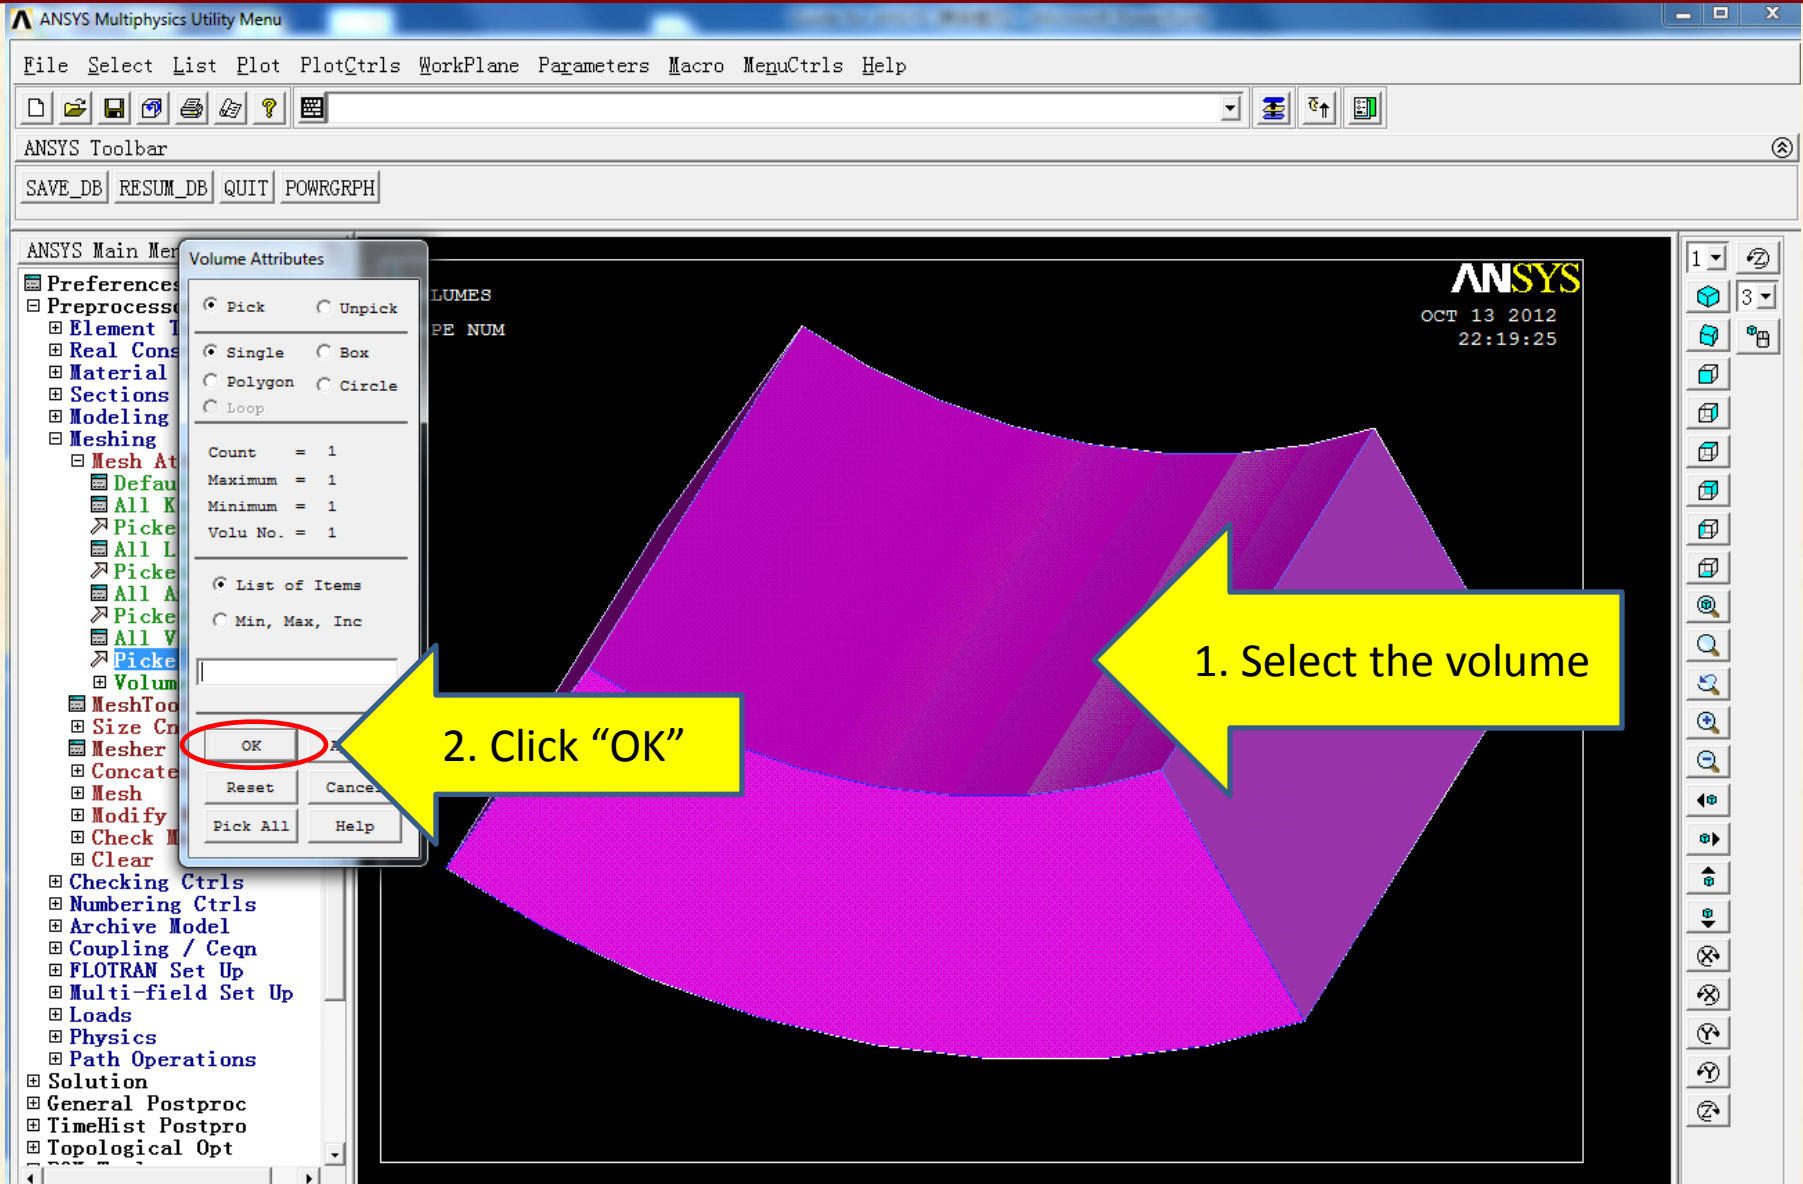 ANSYS Multiphysics Utility Menu
File Select List Plot PlotCtrls WorkPlane Parameters Macro MenuCtrls Help
ANSYS Toolbar
SAVE_DB RESUM_DB QUIT POWRGRPH
ANSYS Main Men
Preferences
Preprocesso
Element T
Real Cons
Material
Sections
Modeling
Meshing
Mesh At
Defau
All K
Picke
All L
Picke
All A
Picke
All V
Picke
Volum
MeshToo
Size Cn
Mesher
Concate
Mesh
Modify
Check M
Clear
Checking Ctrls
Numbering Ctrls
Archive Model
Coupling / Ceqn
FLOTRAN Set Up
Multi-field Set Up
Loads
Physics
Path Operations
Solution
General Postproc
TimeHist Postpro
Topological Opt
Volume Attributes
Pick Unpick
Single Box
Polygon Circle
Loop
Count = 1
Maximum = 1
Minimum = 1
Volu No. = 1
List of Items
Min, Max, Inc
OK
Reset Cancel
Pick All Help
LUMES
PE NUM
ANSYS
OCT 13 2012
22:19:25
1. Select the volume
2. Click “OK”
1
3